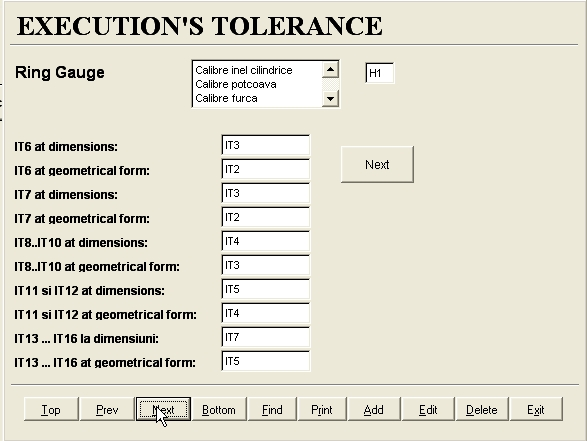 EXECUTION'S TOLERANCE
Ring Gauge
Calibre inel cilindrice
Calibre potcoava
Calibre furca
H1
IT6 at dimensions: IT3
IT6 at geometrical form: IT2
Next
IT7 at dimensions: IT3
IT7 at geometrical form: IT2
IT8..IT10 at dimensions: IT4
IT8..IT10 at geometrical form: IT3
IT11 si IT12 at dimensions: IT5
IT11 si IT12 at geometrical form: IT4
IT13 ... IT16 la dimensiuni: IT7
IT13 ... IT16 at geometrical form: IT5
Top Prev Next Bottom Find Print Add Edit Delete Exit